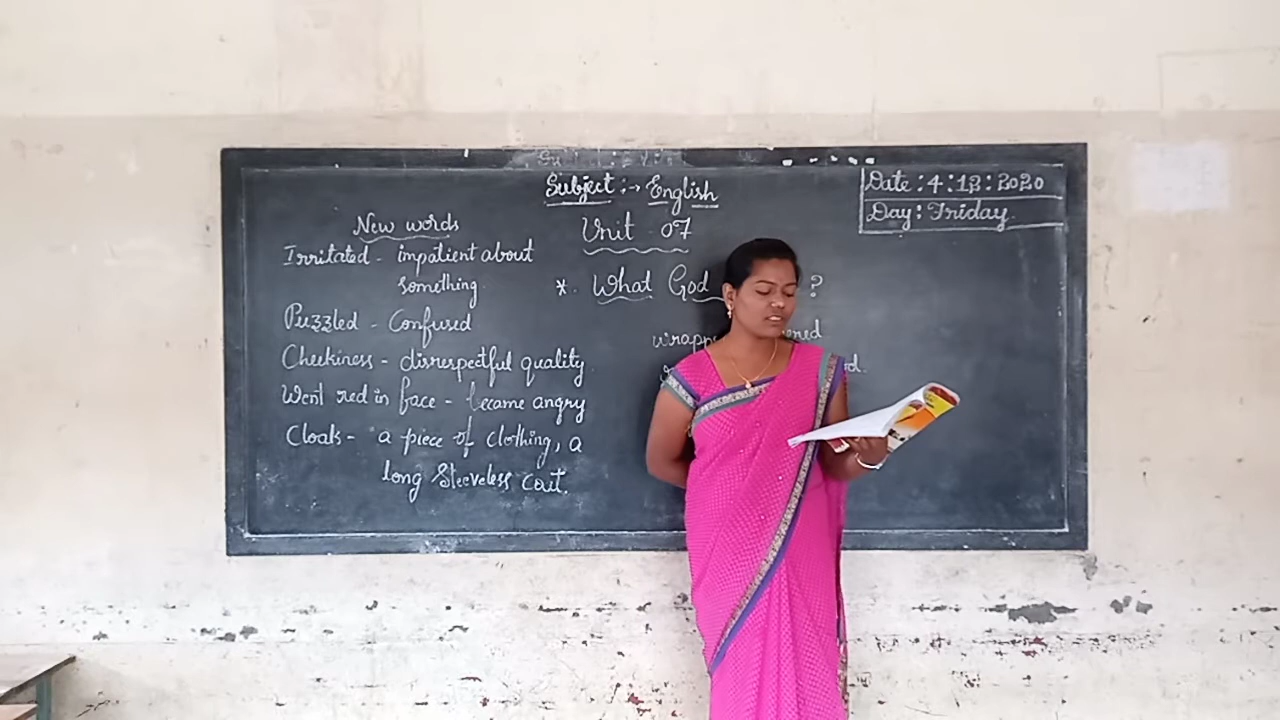 Subject :→ English
Date : 4 : 12 : 2020
Day : Friday.
Unit - 07
*. What God ?
New words
Irritated - impatient about
something.
Puzzled - Confused
Cheekiness - disrespectful quality.
Went red in face - became angry
Cloak - a piece of clothing, a
long Sleeveless coat.